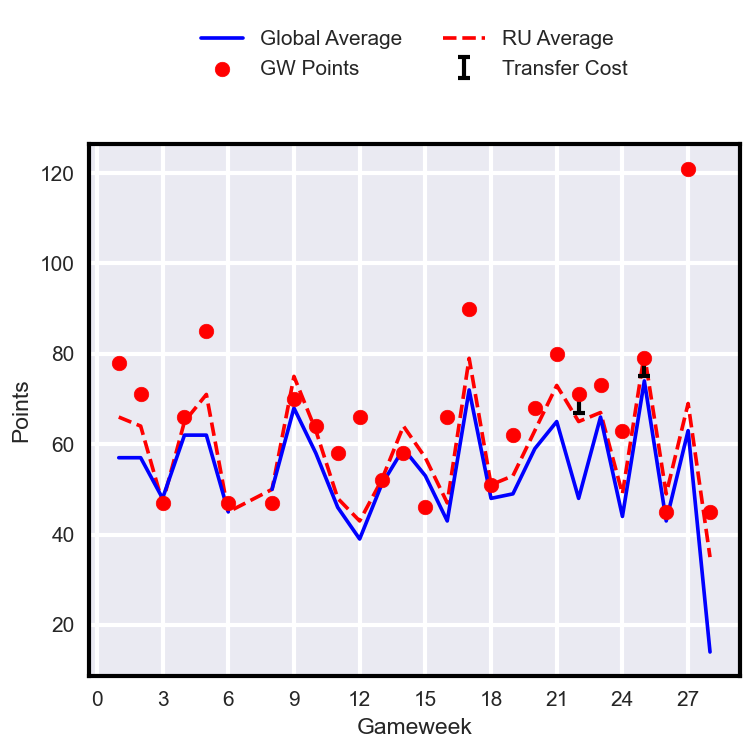 Global Average
RU Average
GW Points
Transfer Cost
120
100
80
60
40
20
Points
0 3 6 9 12 15 18 21 24 27
Gameweek